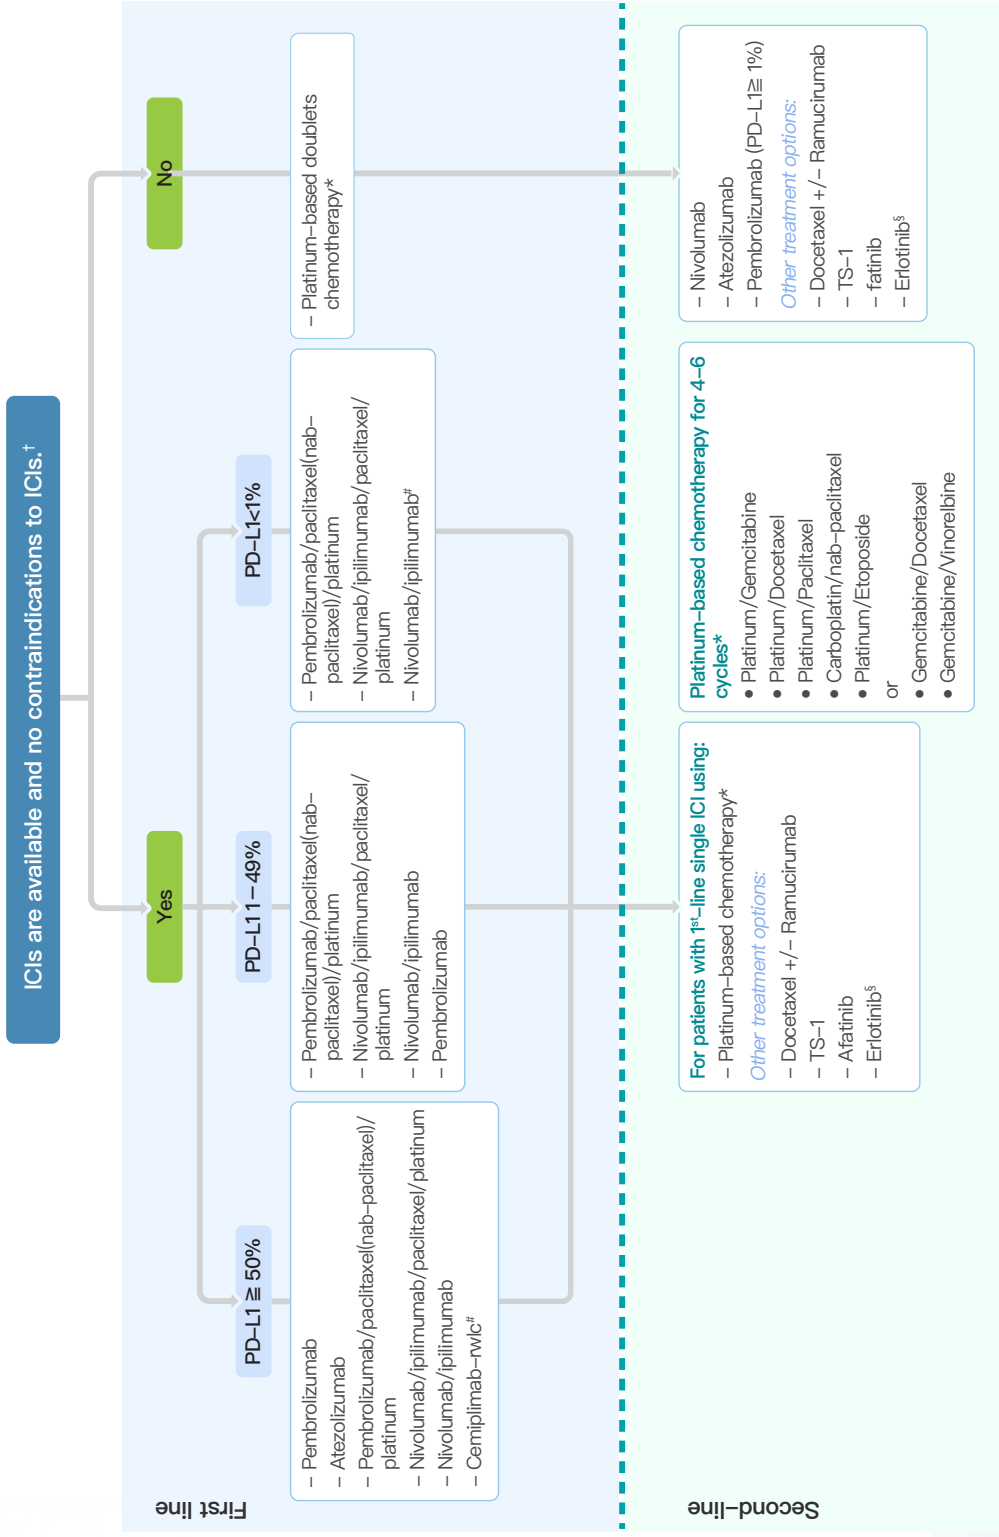 ICIs are available and no contraindications to ICIs.†
First line
Yes
No
PD–L1 ≧ 50%
PD–L1 1–49%
PD–L1<1%
– Pembrolizumab
– Atezolizumab
– Pembrolizumab/paclitaxel(nab–paclitaxel)/
platinum
– Nivolumab/ipilimumab/paclitaxel/platinum
– Nivolumab/ipilimumab
– Cemiplimab–rwlc#
– Pembrolizumab/paclitaxel(nab–
paclitaxel)/platinum
– Nivolumab/ipilimumab/paclitaxel/
platinum
– Nivolumab/ipilimumab
– Pembrolizumab
– Pembrolizumab/paclitaxel(nab–
paclitaxel)/platinum
– Nivolumab/ipilimumab/paclitaxel/
platinum
– Nivolumab/ipilimumab#
– Platinum–based doublets
chemotherapy*
Second–line
For patients with 1st–line single ICI using:
– Platinum–based chemotherapy*
Other treatment options:
– Docetaxel +/– Ramucirumab
– TS–1
– Afatinib
– Erlotinib§
Platinum–based chemotherapy for 4–6
cycles*
● Platinum/Gemcitabine
● Platinum/Docetaxel
● Platinum/Paclitaxel
● Carboplatin/nab–paclitaxel
● Platinum/Etoposide
or
● Gemcitabine/Docetaxel
● Gemcitabine/Vinorelbine
– Nivolumab
– Atezolizumab
– Pembrolizumab (PD–L1≧ 1%)
Other treatment options:
– Docetaxel +/– Ramucirumab
– TS–1
– fatinib
– Erlotinib§